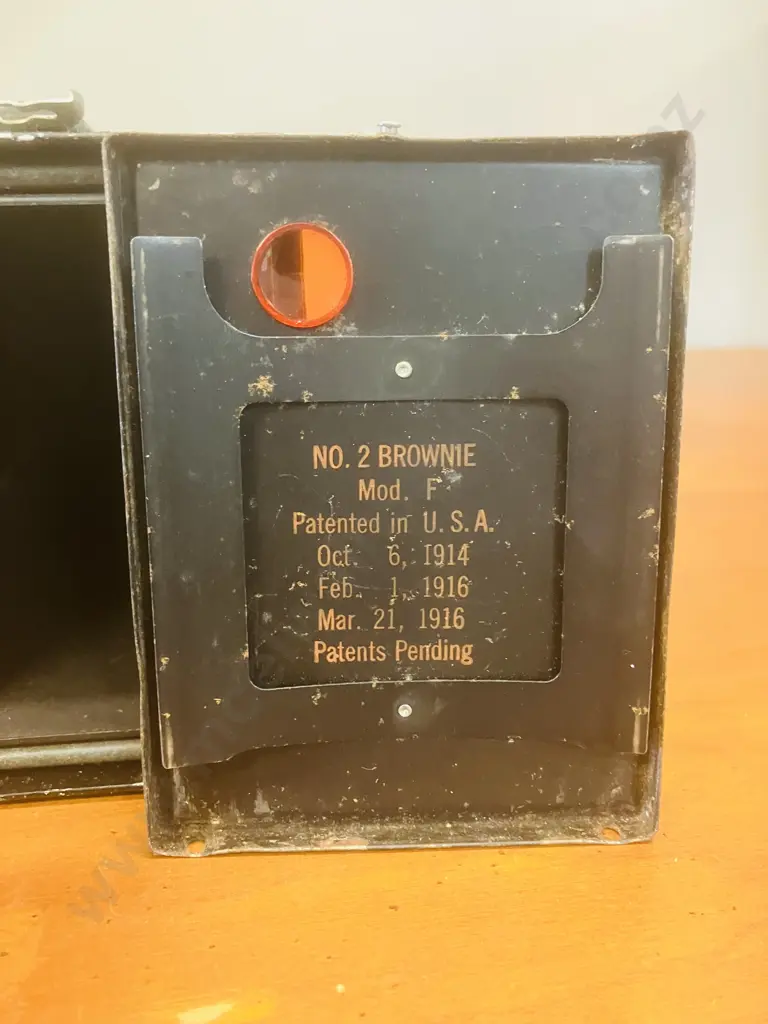 NO. 2 BROWNIE
Mod. F
Patented in U.S.A.
Oct. 6, 1914
Feb. 1, 1916
Mar. 21, 1916
Patents Pending